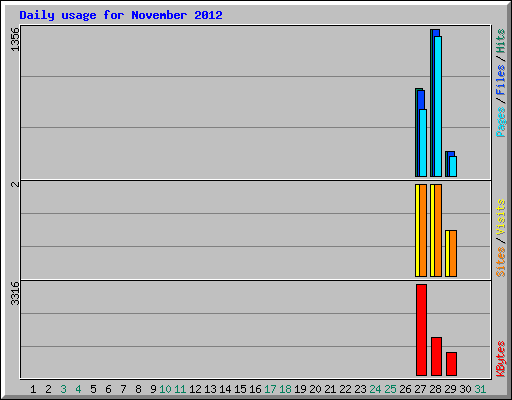 Daily usage for November 2012
1356
Pages/Files/Hits
2
Sites/Visits
3316
KBytes
1 2 3 4 5 6 7 8 9 10 11 12 13 14 15 16 17 18 19 20 21 22 23 24 25 26 27 28 29 30 31